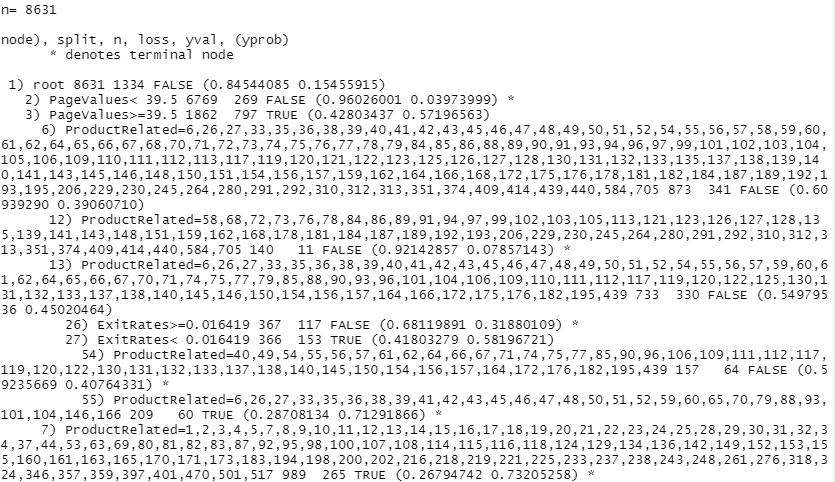 n= 8631
node), split, n, loss, yval, (yprob)
* denotes terminal node
1) root 8631 1334 FALSE (0.84544085 0.15455915)
2) PageValues< 39.5 6769 269 FALSE (0.96026001 0.03973999) *
3) PageValues>=39.5 1862 797 TRUE (0.42803437 0.57196563)
6) ProductRelated=6,26,27,33,35,36,38,39,40,41,42,43,45,46,47,48,49,50,51,52,54,55,56,57,58,59,60,
61,62,64,65,66,67,68,70,71,72,73,74,75,76,77,78,79,84,85,86,88,89,90,91,93,94,96,97,99,101,102,103,104,
105,106,109,110,111,112,113,117,119,120,121,122,123,125,126,127,128,130,131,132,133,135,137,138,139,14
0,141,143,145,146,148,150,151,154,156,157,159,162,164,166,168,172,175,176,178,181,182,184,187,189,192,1
93,195,206,229,230,245,264,280,291,292,310,312,313,351,374,409,414,439,440,584,705 873 341 FALSE (0.60
939290 0.39060710)
12) ProductRelated=58,68,72,73,76,78,84,86,89,91,94,97,99,102,103,105,113,121,123,126,127,128,13
5,139,141,143,148,151,159,162,168,178,181,184,187,189,192,193,206,229,230,245,264,280,291,292,310,312,3
13,351,374,409,414,440,584,705 140 11 FALSE (0.92142857 0.07857143) *
13) ProductRelated=6,26,27,33,35,36,38,39,40,41,42,43,45,46,47,48,49,50,51,52,54,55,56,57,59,60,6
1,62,64,65,66,67,70,71,74,75,77,79,85,88,90,93,96,101,104,106,109,110,111,112,117,119,120,122,125,130,1
31,132,133,137,138,140,145,146,150,154,156,157,164,166,172,175,176,182,195,439 733 330 FALSE (0.549795
36 0.45020464)
26) ExitRates>=0.016419 367 117 FALSE (0.68119891 0.31880109) *
27) ExitRates< 0.016419 366 153 TRUE (0.41803279 0.58196721)
54) ProductRelated=40,49,54,55,56,57,61,62,64,66,67,71,74,75,77,85,90,96,106,109,111,112,117,
119,120,122,130,131,132,133,137,138,140,145,150,154,156,157,164,172,176,182,195,439 157 64 FALSE (0.5
9235669 0.40764331) *
55) ProductRelated=6,26,27,33,35,36,38,39,41,42,43,45,46,47,48,50,51,52,59,60,65,70,79,88,93,
101,104,146,166 209 60 TRUE (0.28708134 0.71291866) *
7) ProductRelated=1,2,3,4,5,7,8,9,10,11,12,13,14,15,16,17,18,19,20,21,22,23,24,25,28,29,30,31,32,3
4,37,44,53,63,69,80,81,82,83,87,92,95,98,100,107,108,114,115,116,118,124,129,134,136,142,149,152,153,15
5,160,161,163,165,170,171,173,183,194,198,200,202,216,218,219,221,225,233,237,238,243,248,261,276,318,3
24,346,357,359,397,401,470,501,517 989 265 TRUE (0.26794742 0.73205258) *